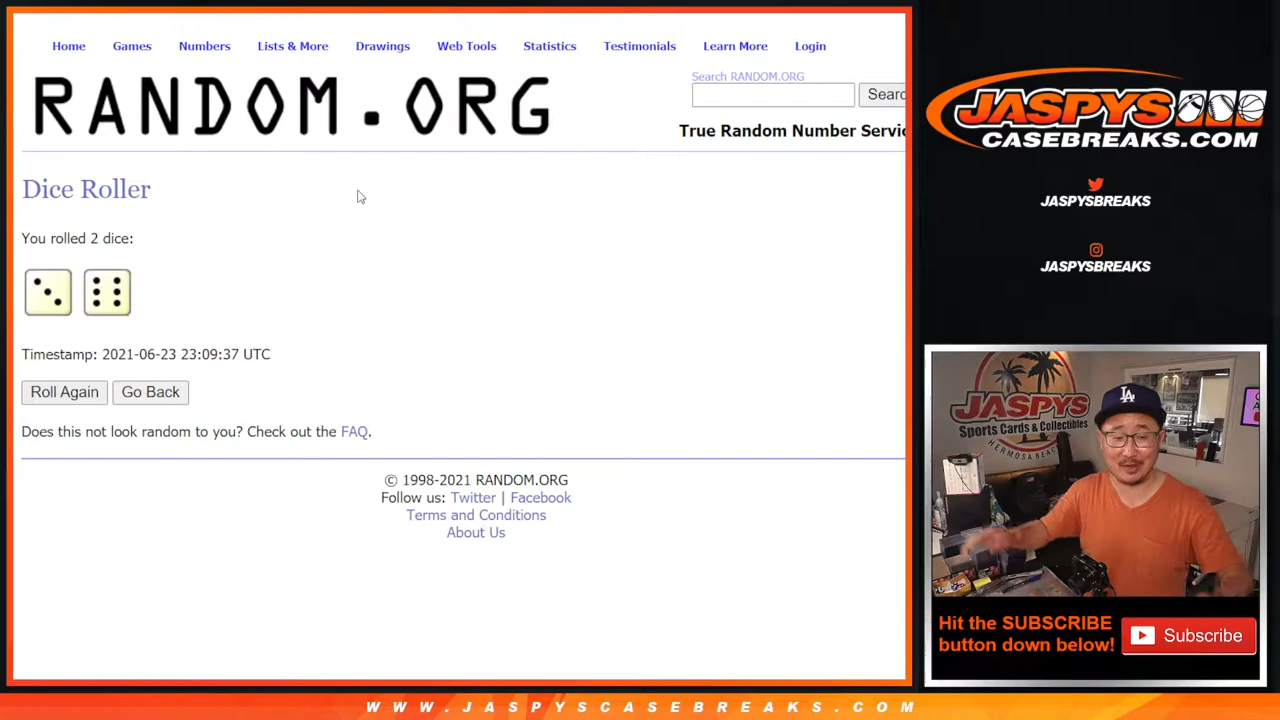 Home Games Numbers Lists & More Drawings Web Tools Statistics Testimonials Learn More Login
RANDOM.ORG
Search RANDOM.ORG
Searc
True Random Number Servic
Dice Roller
You rolled 2 dice:
Timestamp: 2021-06-23 23:09:37 UTC
Roll Again Go Back
Does this not look random to you? Check out the FAQ.
© 1998-2021 RANDOM.ORG
Follow us: Twitter | Facebook
Terms and Conditions
About Us
JASPYS
CASEBREAKS.COM
JASPYSBREAKS
JASPYSBREAKS
JASPYS
Sports Cards & Collectibles
HERMOSA BEACH
LA
Hit the SUBSCRIBE
button down below!
Subscribe
WWW.JASPYSCASEBREAKS.COM